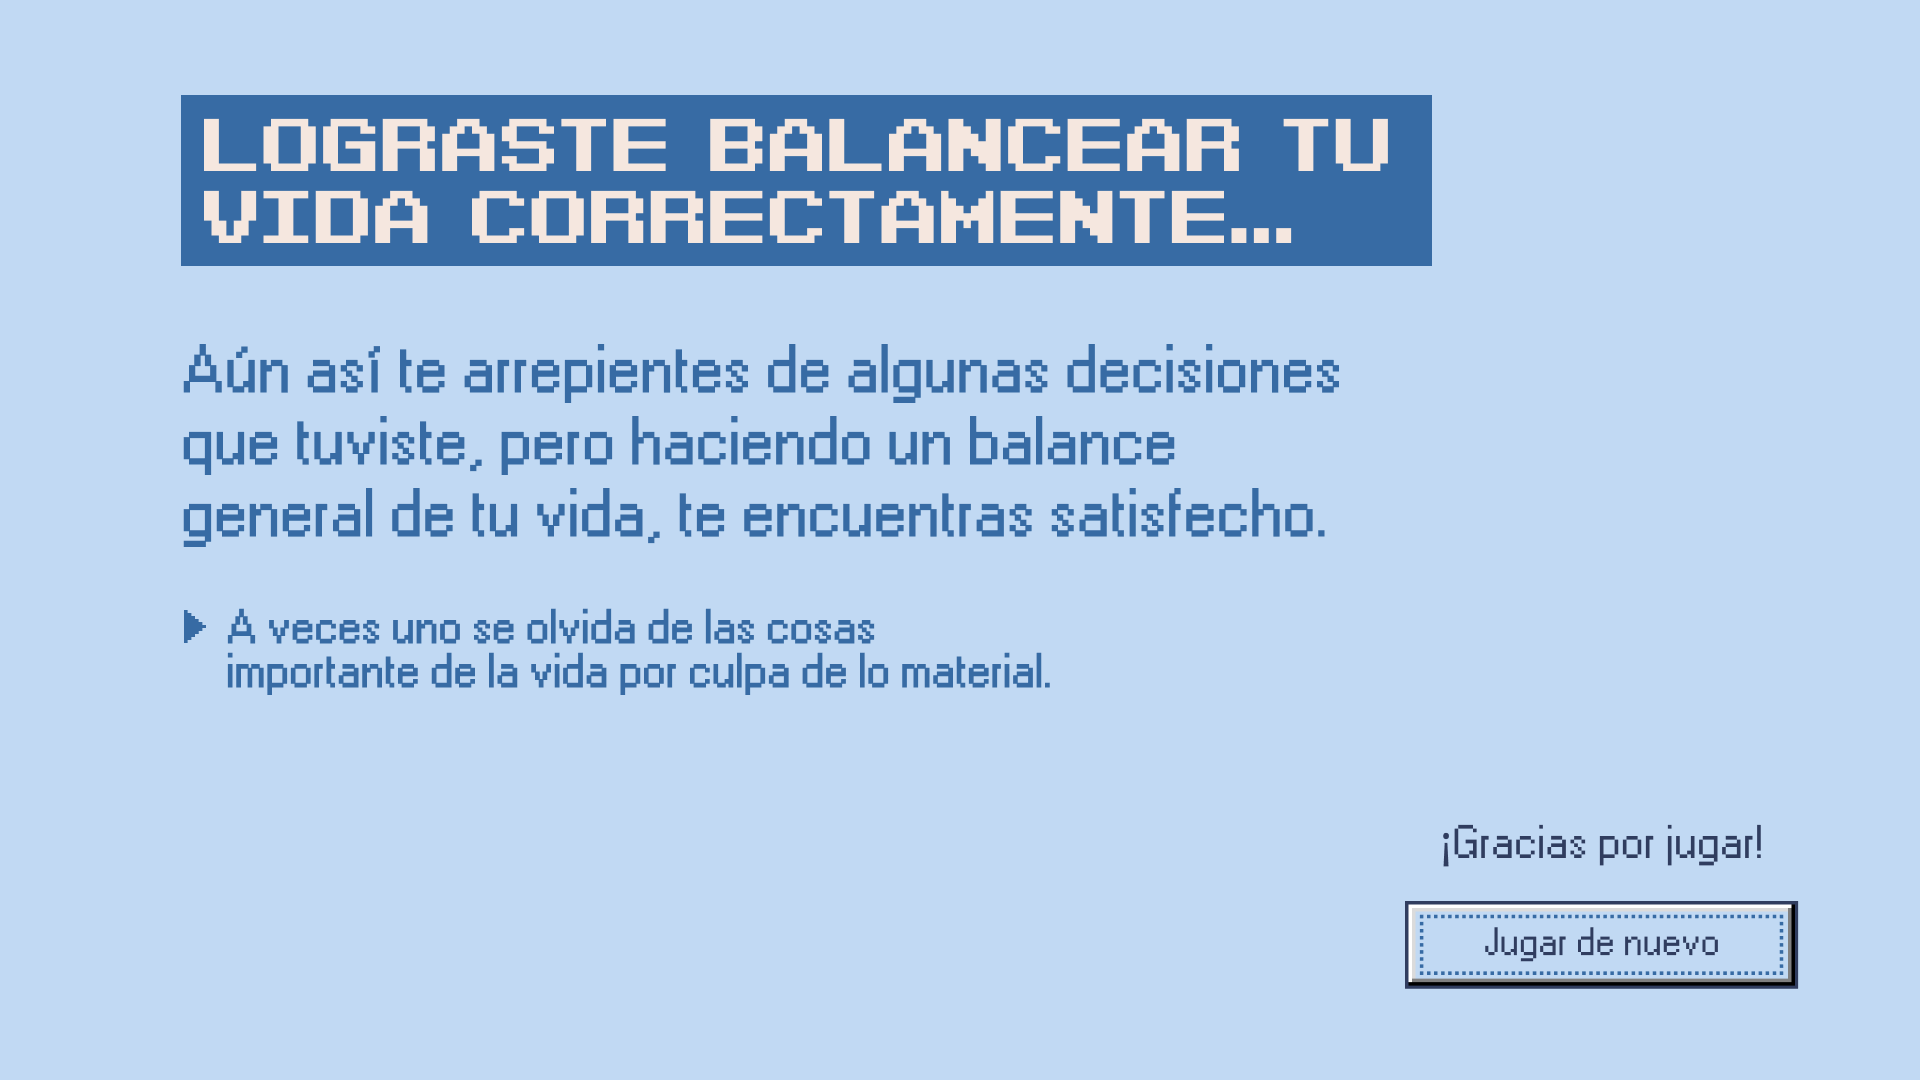 LOGRASTE BALANCEAR TU
VIDA CORRECTAMENTE...
Aún así te arrepientes de algunas decisiones
que tuviste, pero haciendo un balance
general de tu vida, te encuentras satisfecho.
A veces uno se olvida de las cosas
importante de la vida por culpa de lo material.
¡Gracias por jugar!
Jugar de nuevo